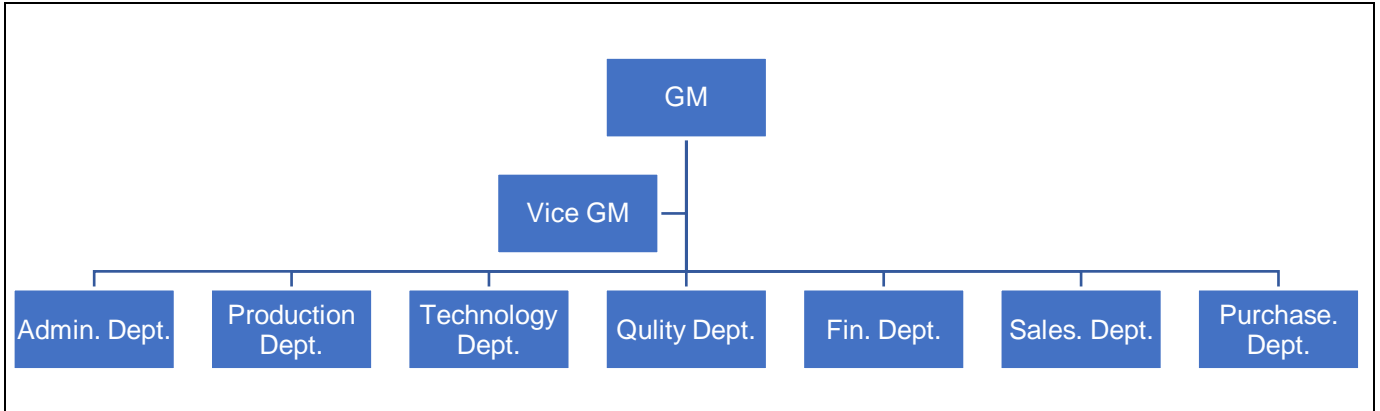 GM
Vice GM
Admin. Dept.
Production
Dept.
Technology
Dept.
Qulity Dept.
Fin. Dept.
Sales. Dept.
Purchase.
Dept.